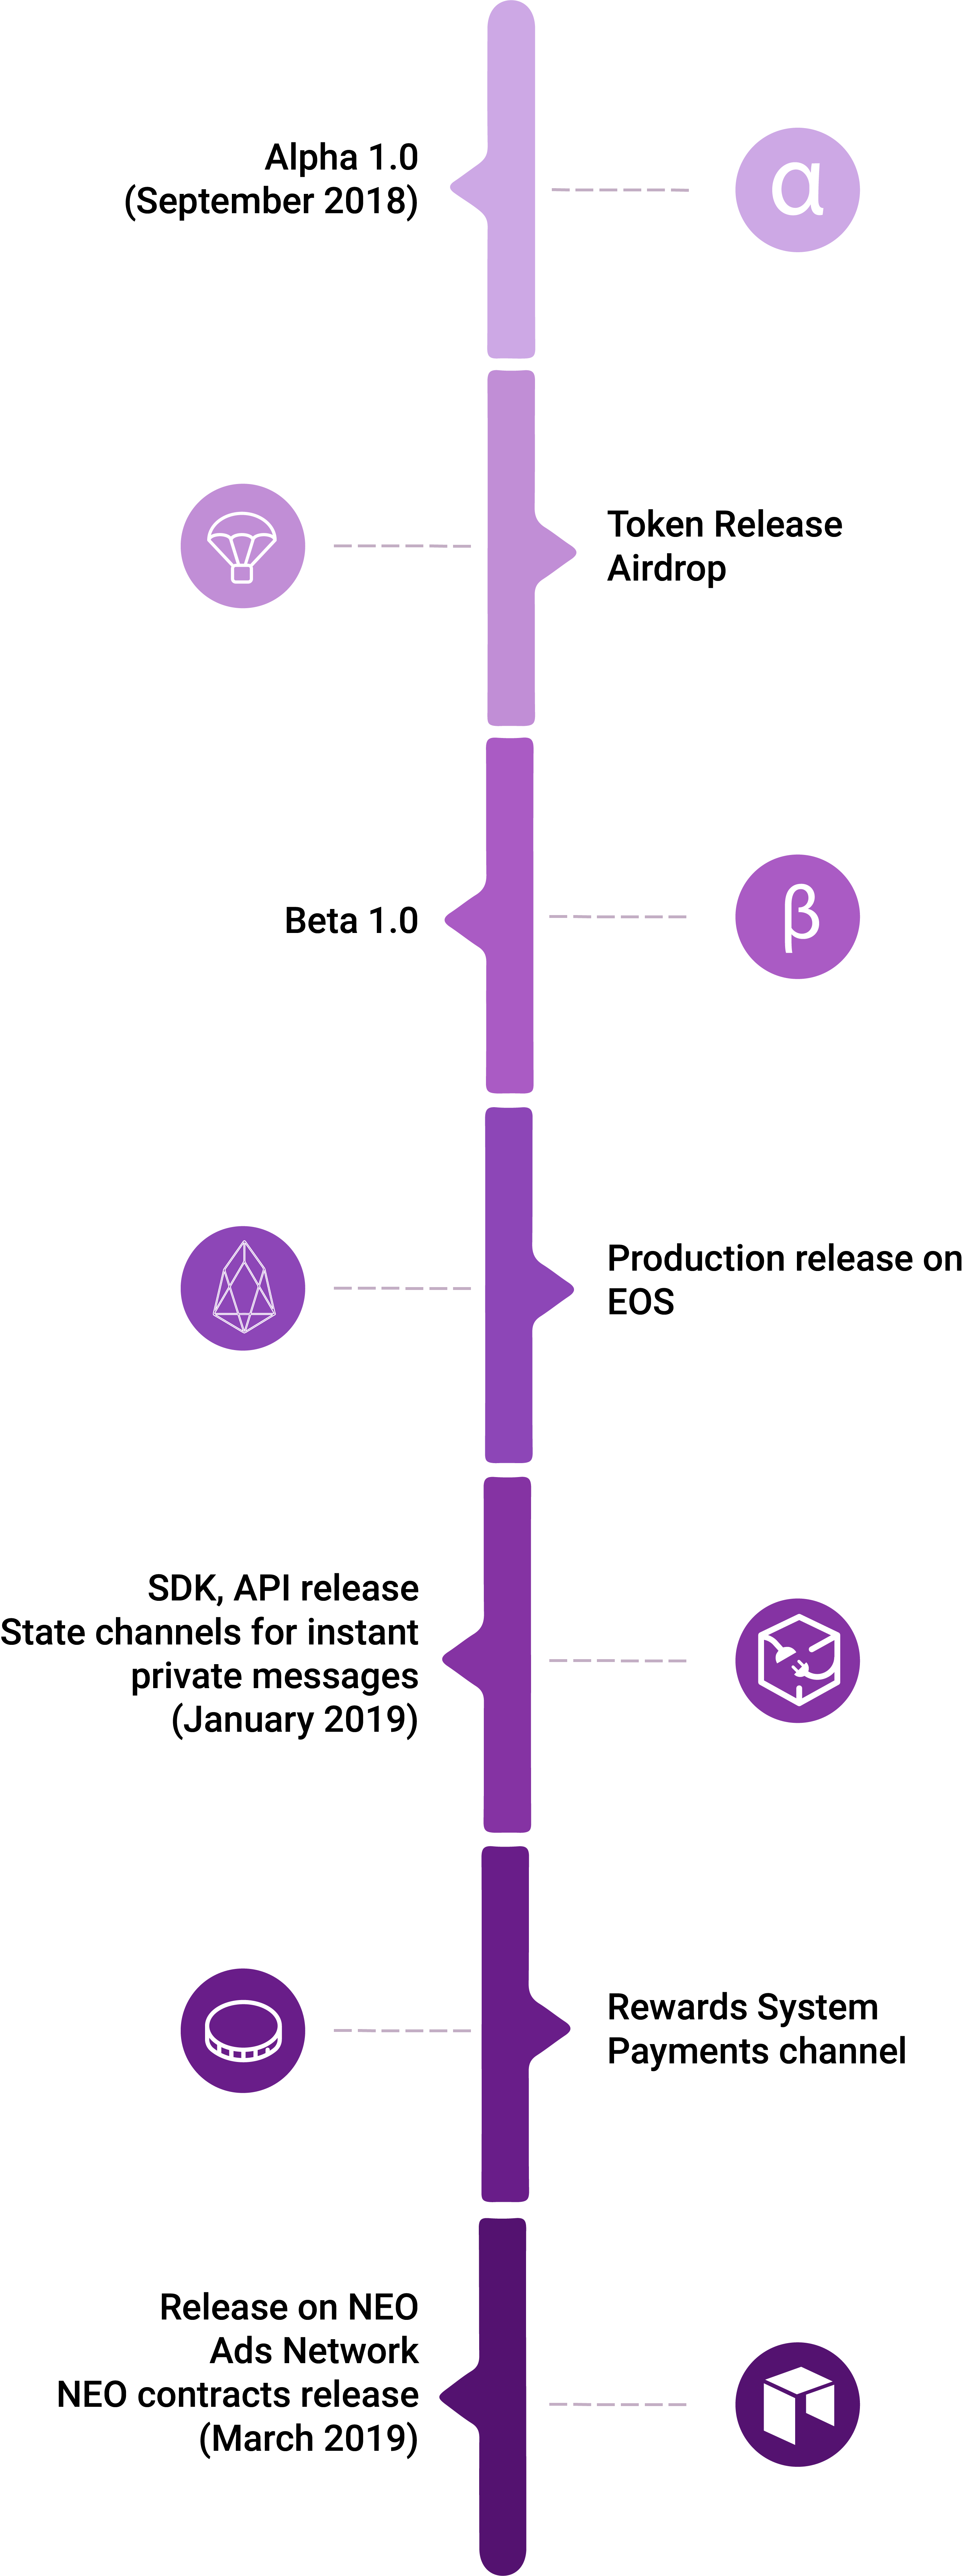 Alpha 1.0
(September 2018)
α
Token Release
Airdrop
Beta 1.0
β
Production release on
EOS
SDK, API release
State channels for instant
private messages
(January 2019)
Rewards System
Payments channel
Release on NEO
Ads Network
NEO contracts release
(March 2019)